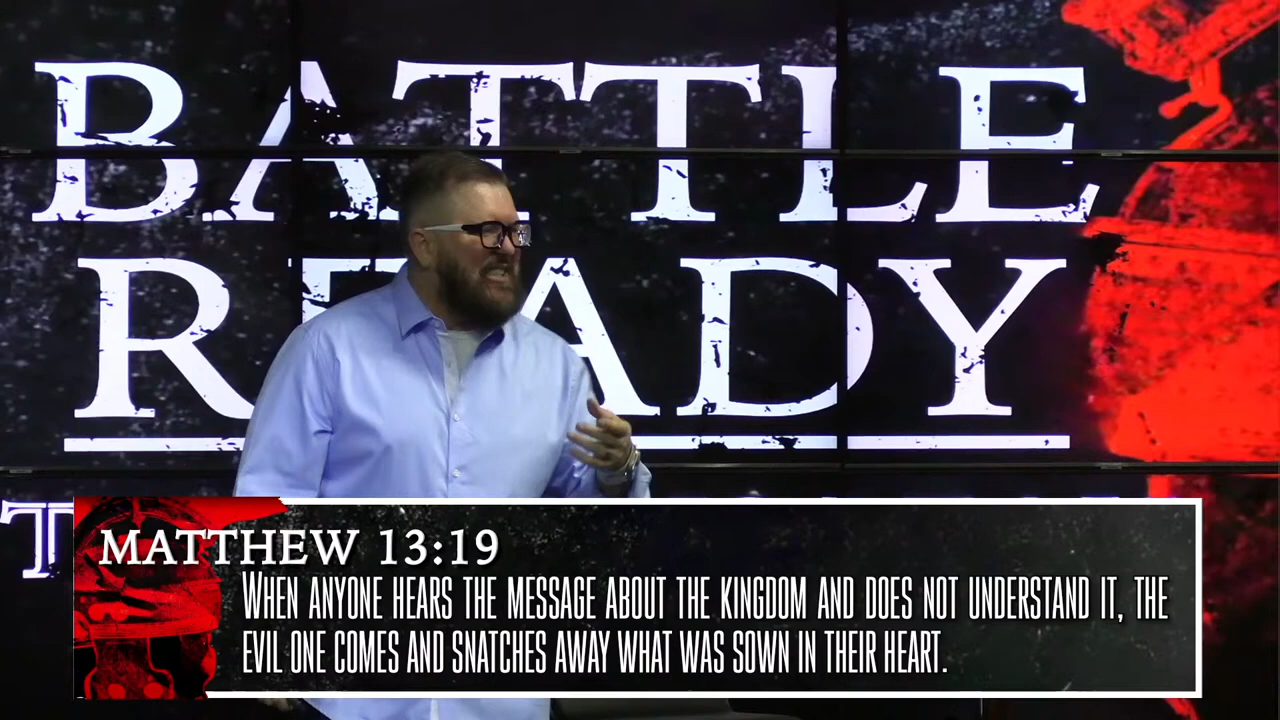 BATTLE
READY
MATTHEW 13:19
WHEN ANYONE HEARS THE MESSAGE ABOUT THE KINGDOM AND DOES NOT UNDERSTAND IT, THE
EVIL ONE COMES AND SNATCHES AWAY WHAT WAS SOWN IN THEIR HEART.